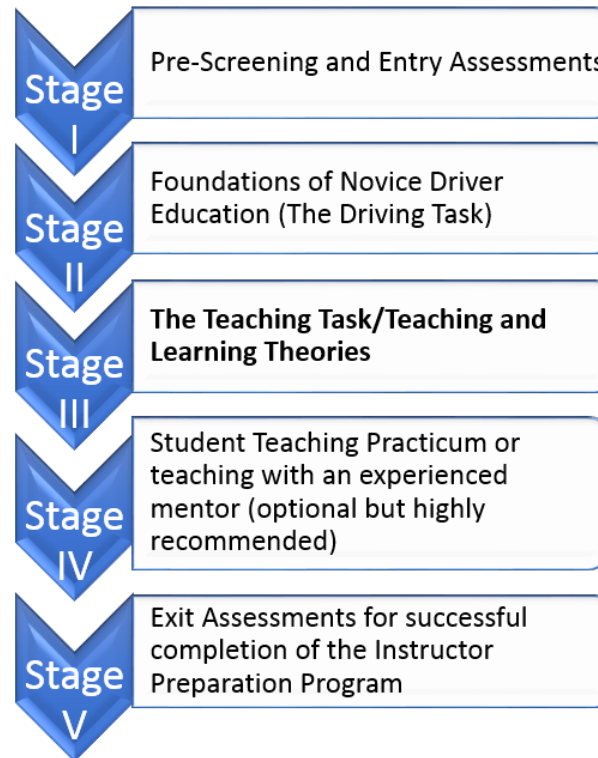 Stage
I
Pre-Screening and Entry Assessments
Stage
II
Foundations of Novice Driver
Education (The Driving Task)
Stage
III
The Teaching Task/Teaching and
Learning Theories
Stage
IV
Student Teaching Practicum or
teaching with an experienced
mentor (optional but highly
recommended)
Stage
V
Exit Assessments for successful
completion of the Instructor
Preparation Program